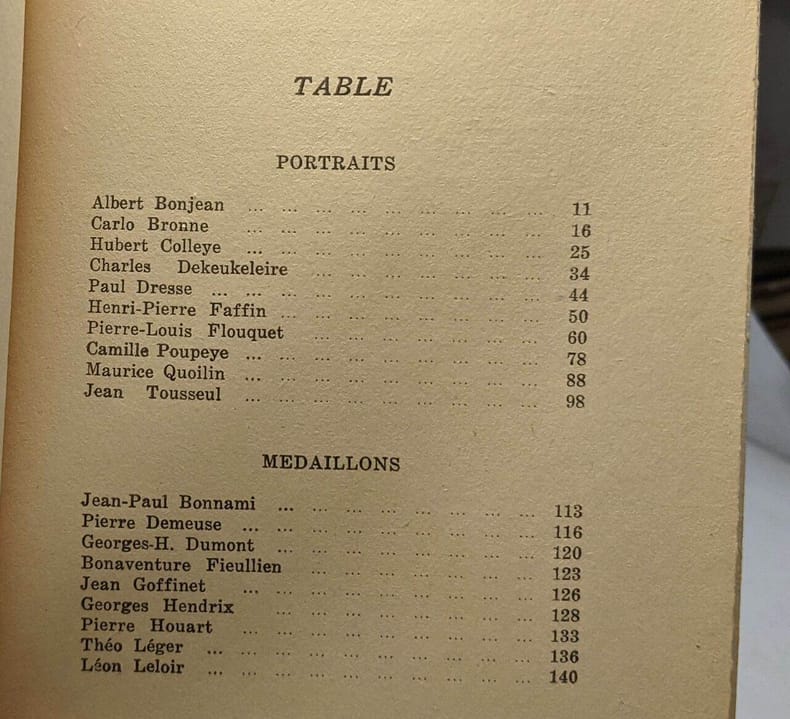 TABLE
PORTRAITS
Albert Bonjean ... ... ... ... ... ... ... ... ... 11
Carlo Bronne ... ... ... ... ... ... ... ... ... 16
Hubert Colleye ... ... ... ... ... ... ... ... ... 25
Charles Dekeukeleire ... ... ... ... ... ... ... 34
Paul Dresse ... ... ... ... ... ... ... ... ... ... 44
Henri-Pierre Faffin ... ... ... ... ... ... ... ... 50
Pierre-Louis Flouquet ... ... ... ... ... ... ... 60
Camille Poupeye ... ... ... ... ... ... ... ... ... 78
Maurice Quoilin ... ... ... ... ... ... ... ... ... 88
Jean Tousseul ... ... ... ... ... ... ... ... ... 98
MEDAILLONS
Jean-Paul Bonnami ... ... ... ... ... ... ... ... 113
Pierre Demeuse ... ... ... ... ... ... ... ... ... 116
Georges-H. Dumont ... ... ... ... ... ... ... ... 120
Bonaventure Fieullien ... ... ... ... ... ... ... 123
Jean Goffinet ... ... ... ... ... ... ... ... ... 126
Georges Hendrix ... ... ... ... ... ... ... ... 128
Pierre Houart ... ... ... ... ... ... ... ... ... 133
Théo Léger ... ... ... ... ... ... ... ... ... ... 136
Léon Leloir ... ... ... ... ... ... ... ... ... ... 140